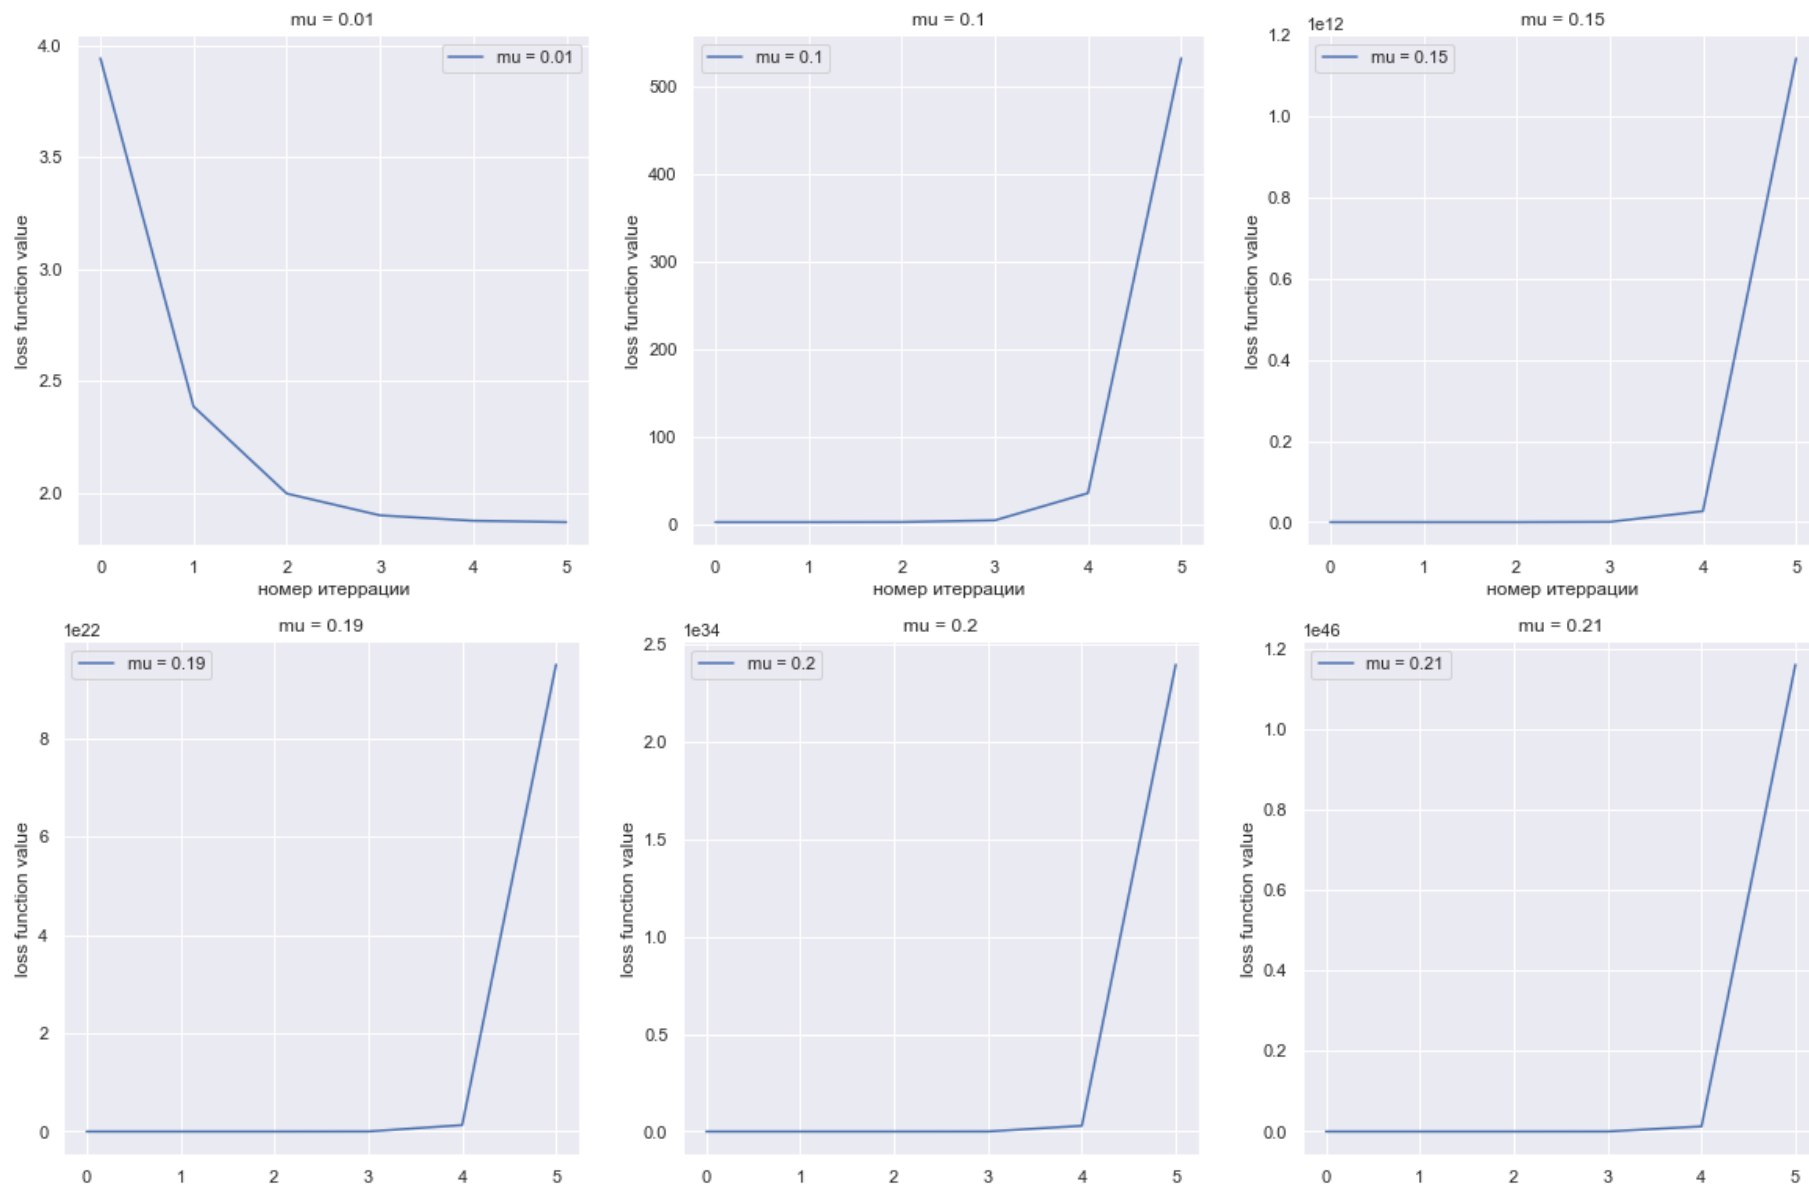 mu = 0.01
mu = 0.01
4.0
3.5
3.0
2.5
2.0
loss function value
0 1 2 3 4 5
номер итеррации
mu = 0.1
mu = 0.1
500
400
300
200
100
0
loss function value
0 1 2 3 4 5
номер итеррации
1e12
mu = 0.15
mu = 0.15
1.2
1.0
0.8
0.6
0.4
0.2
0.0
loss function value
0 1 2 3 4 5
номер итеррации
1e22
mu = 0.19
mu = 0.19
8
6
4
2
0
loss function value
0 1 2 3 4 5
1e34
mu = 0.2
mu = 0.2
2.5
2.0
1.5
1.0
0.5
0.0
loss function value
0 1 2 3 4 5
1e46
mu = 0.21
mu = 0.21
1.2
1.0
0.8
0.6
0.4
0.2
0.0
loss function value
0 1 2 3 4 5